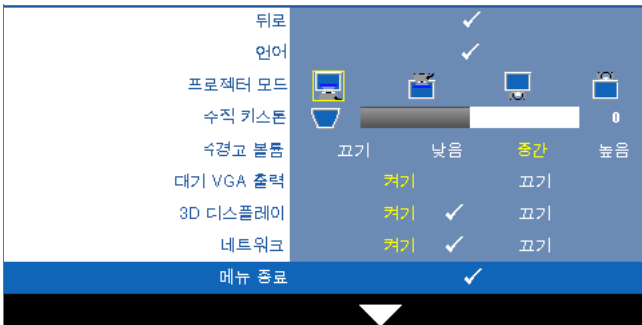 뒤로
언어
프로젝터 모드
수직 키스톤 0
경고 볼륨 끄기 낮음 중간 높음
대기 VGA 출력 켜기 끄기
3D 디스플레이 켜기 끄기
네트워크 켜기 끄기
메뉴 종료